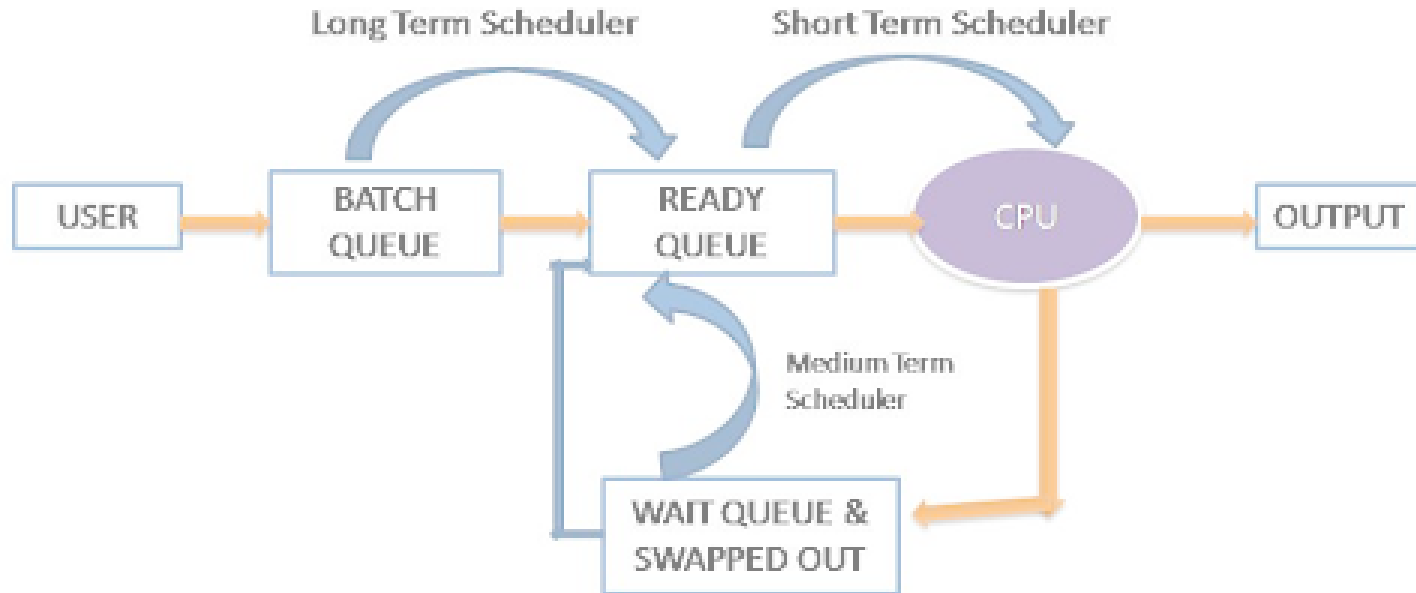 Long Term Scheduler
Short Term Scheduler
USER
BATCH
QUEUE
READY
QUEUE
CPU
OUTPUT
Medium Term
Scheduler
WAIT QUEUE &
SWAPPED OUT